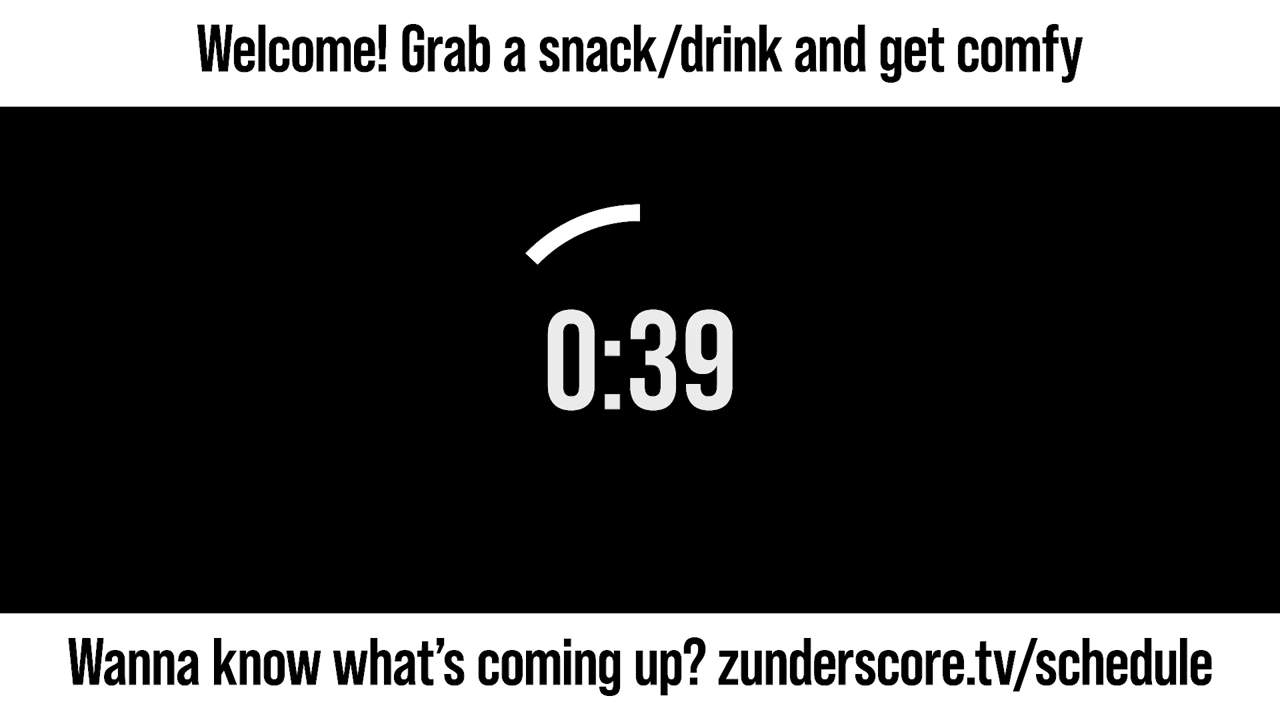 Welcome! Grab a snack/drink and get comfy
0:39
Wanna know what’s coming up? zunderscore.tv/schedule